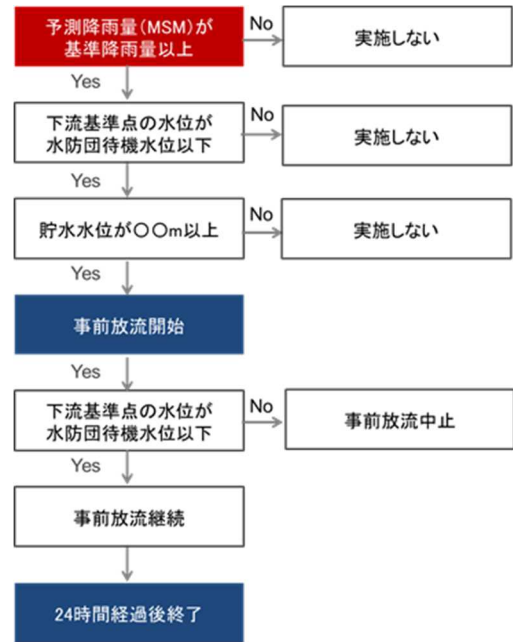 予測降雨量(MSM)が
基準降雨量以上
No
実施しない
Yes
下流基準点の水位が
水防団待機水位以下
No
実施しない
Yes
貯水水位が〇〇m以上
No
実施しない
Yes
事前放流開始
Yes
下流基準点の水位が
水防団待機水位以下
No
事前放流中止
Yes
事前放流継続
24時間経過後終了